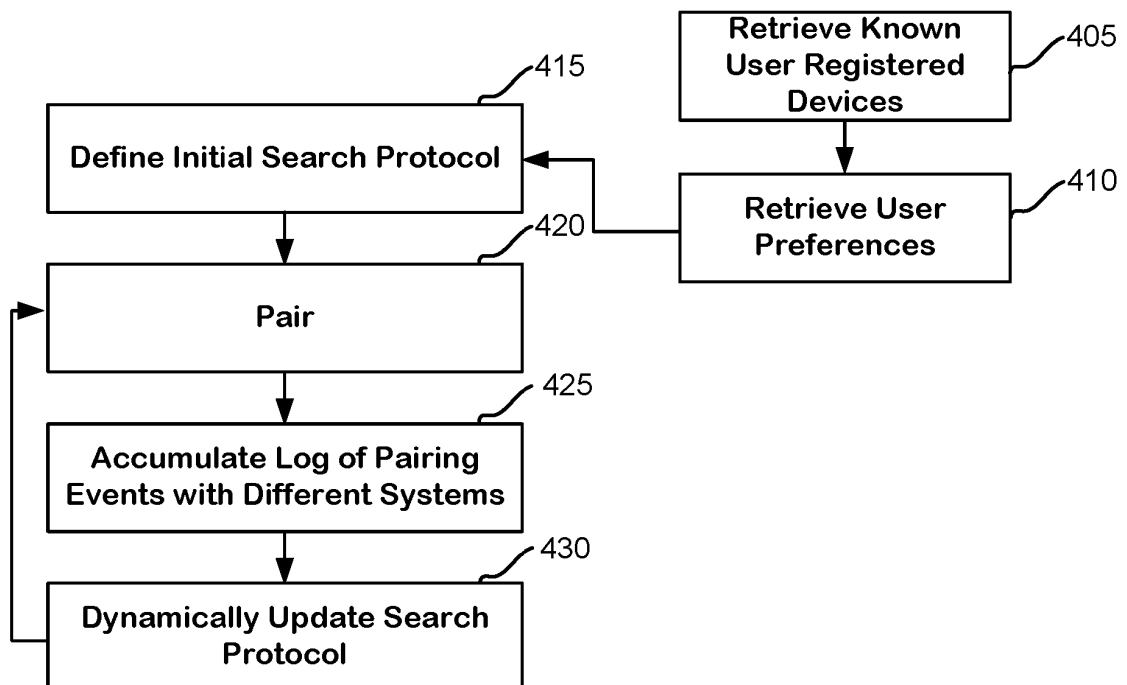 Retrieve Known
User Registered
Devices
405
Retrieve User
Preferences
410
415
Define Initial Search Protocol
420
Pair
425
Accumulate Log of Pairing
Events with Different Systems
430
Dynamically Update Search
Protocol